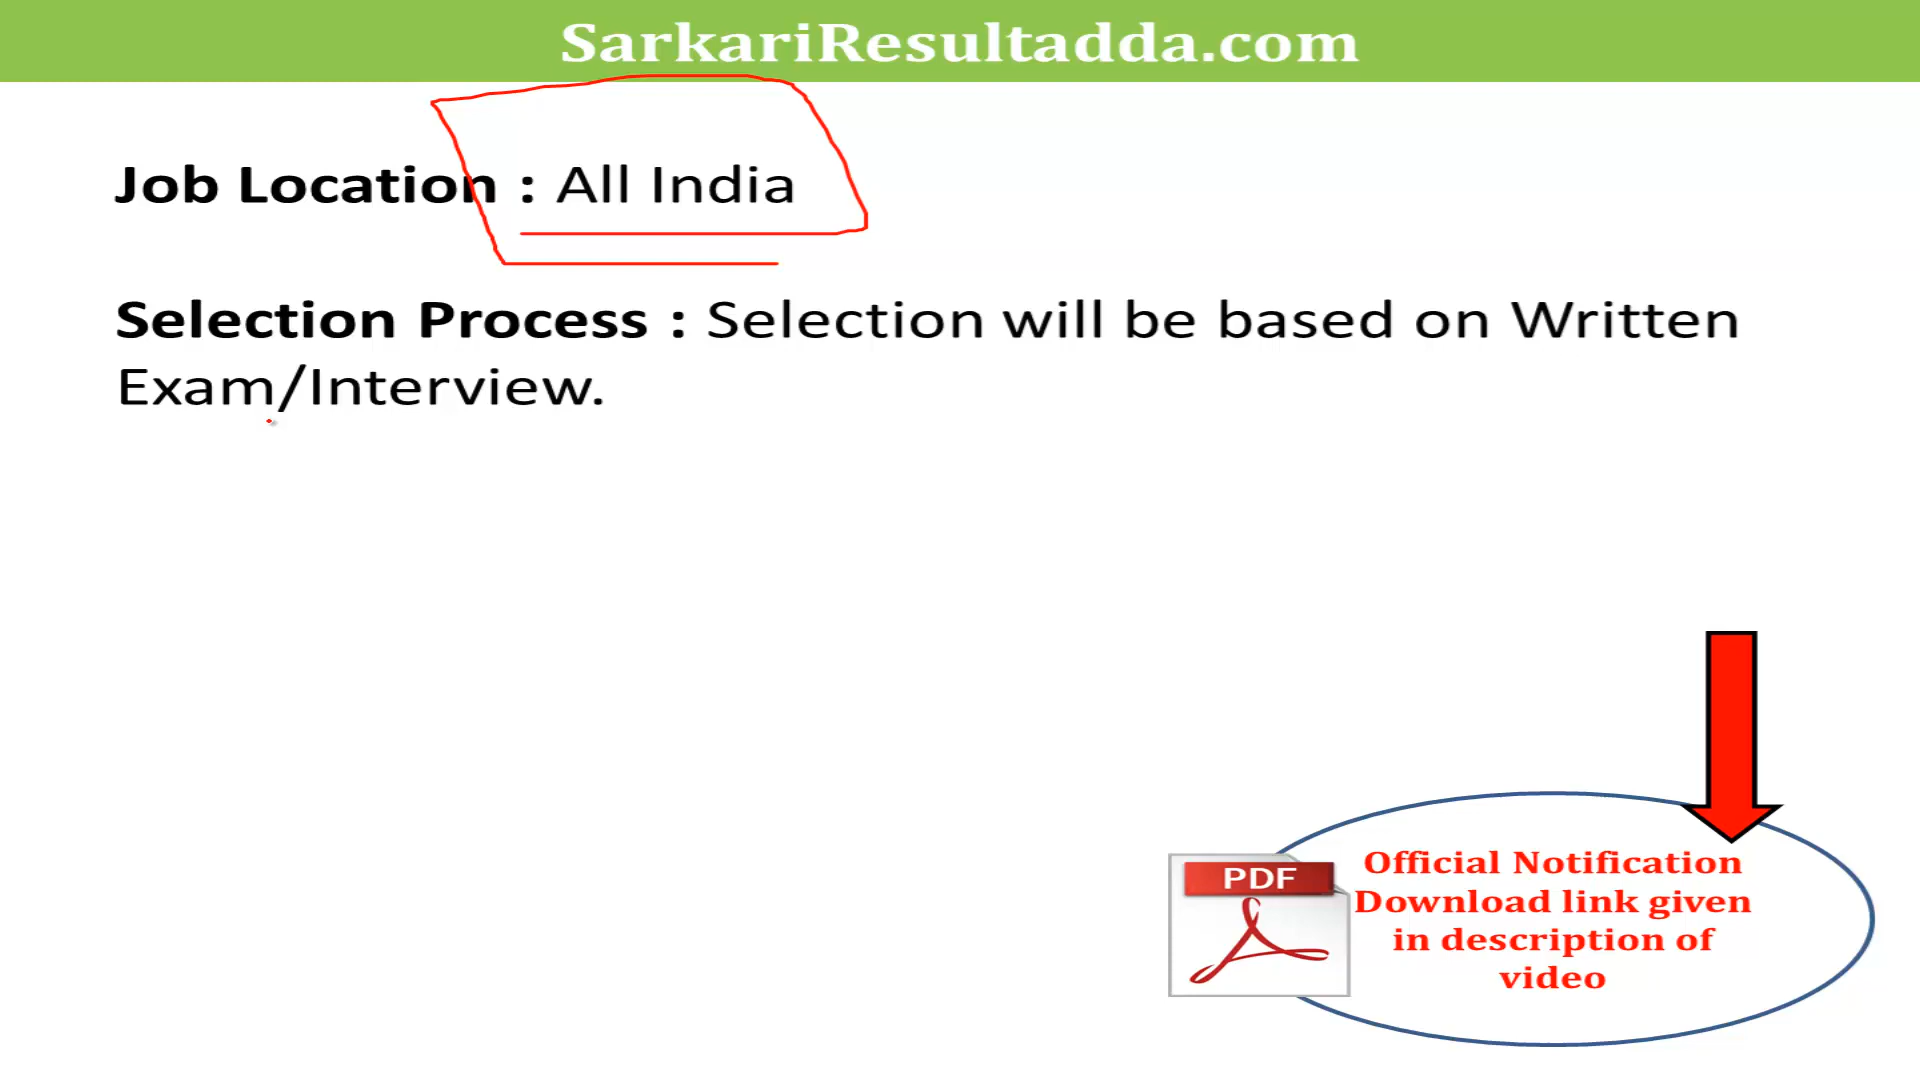 SarkariResultadda.com
Job Location : All India
Selection Process : Selection will be based on Written
Exam/Interview.
PDF
Official Notification
Download link given
in description of
video